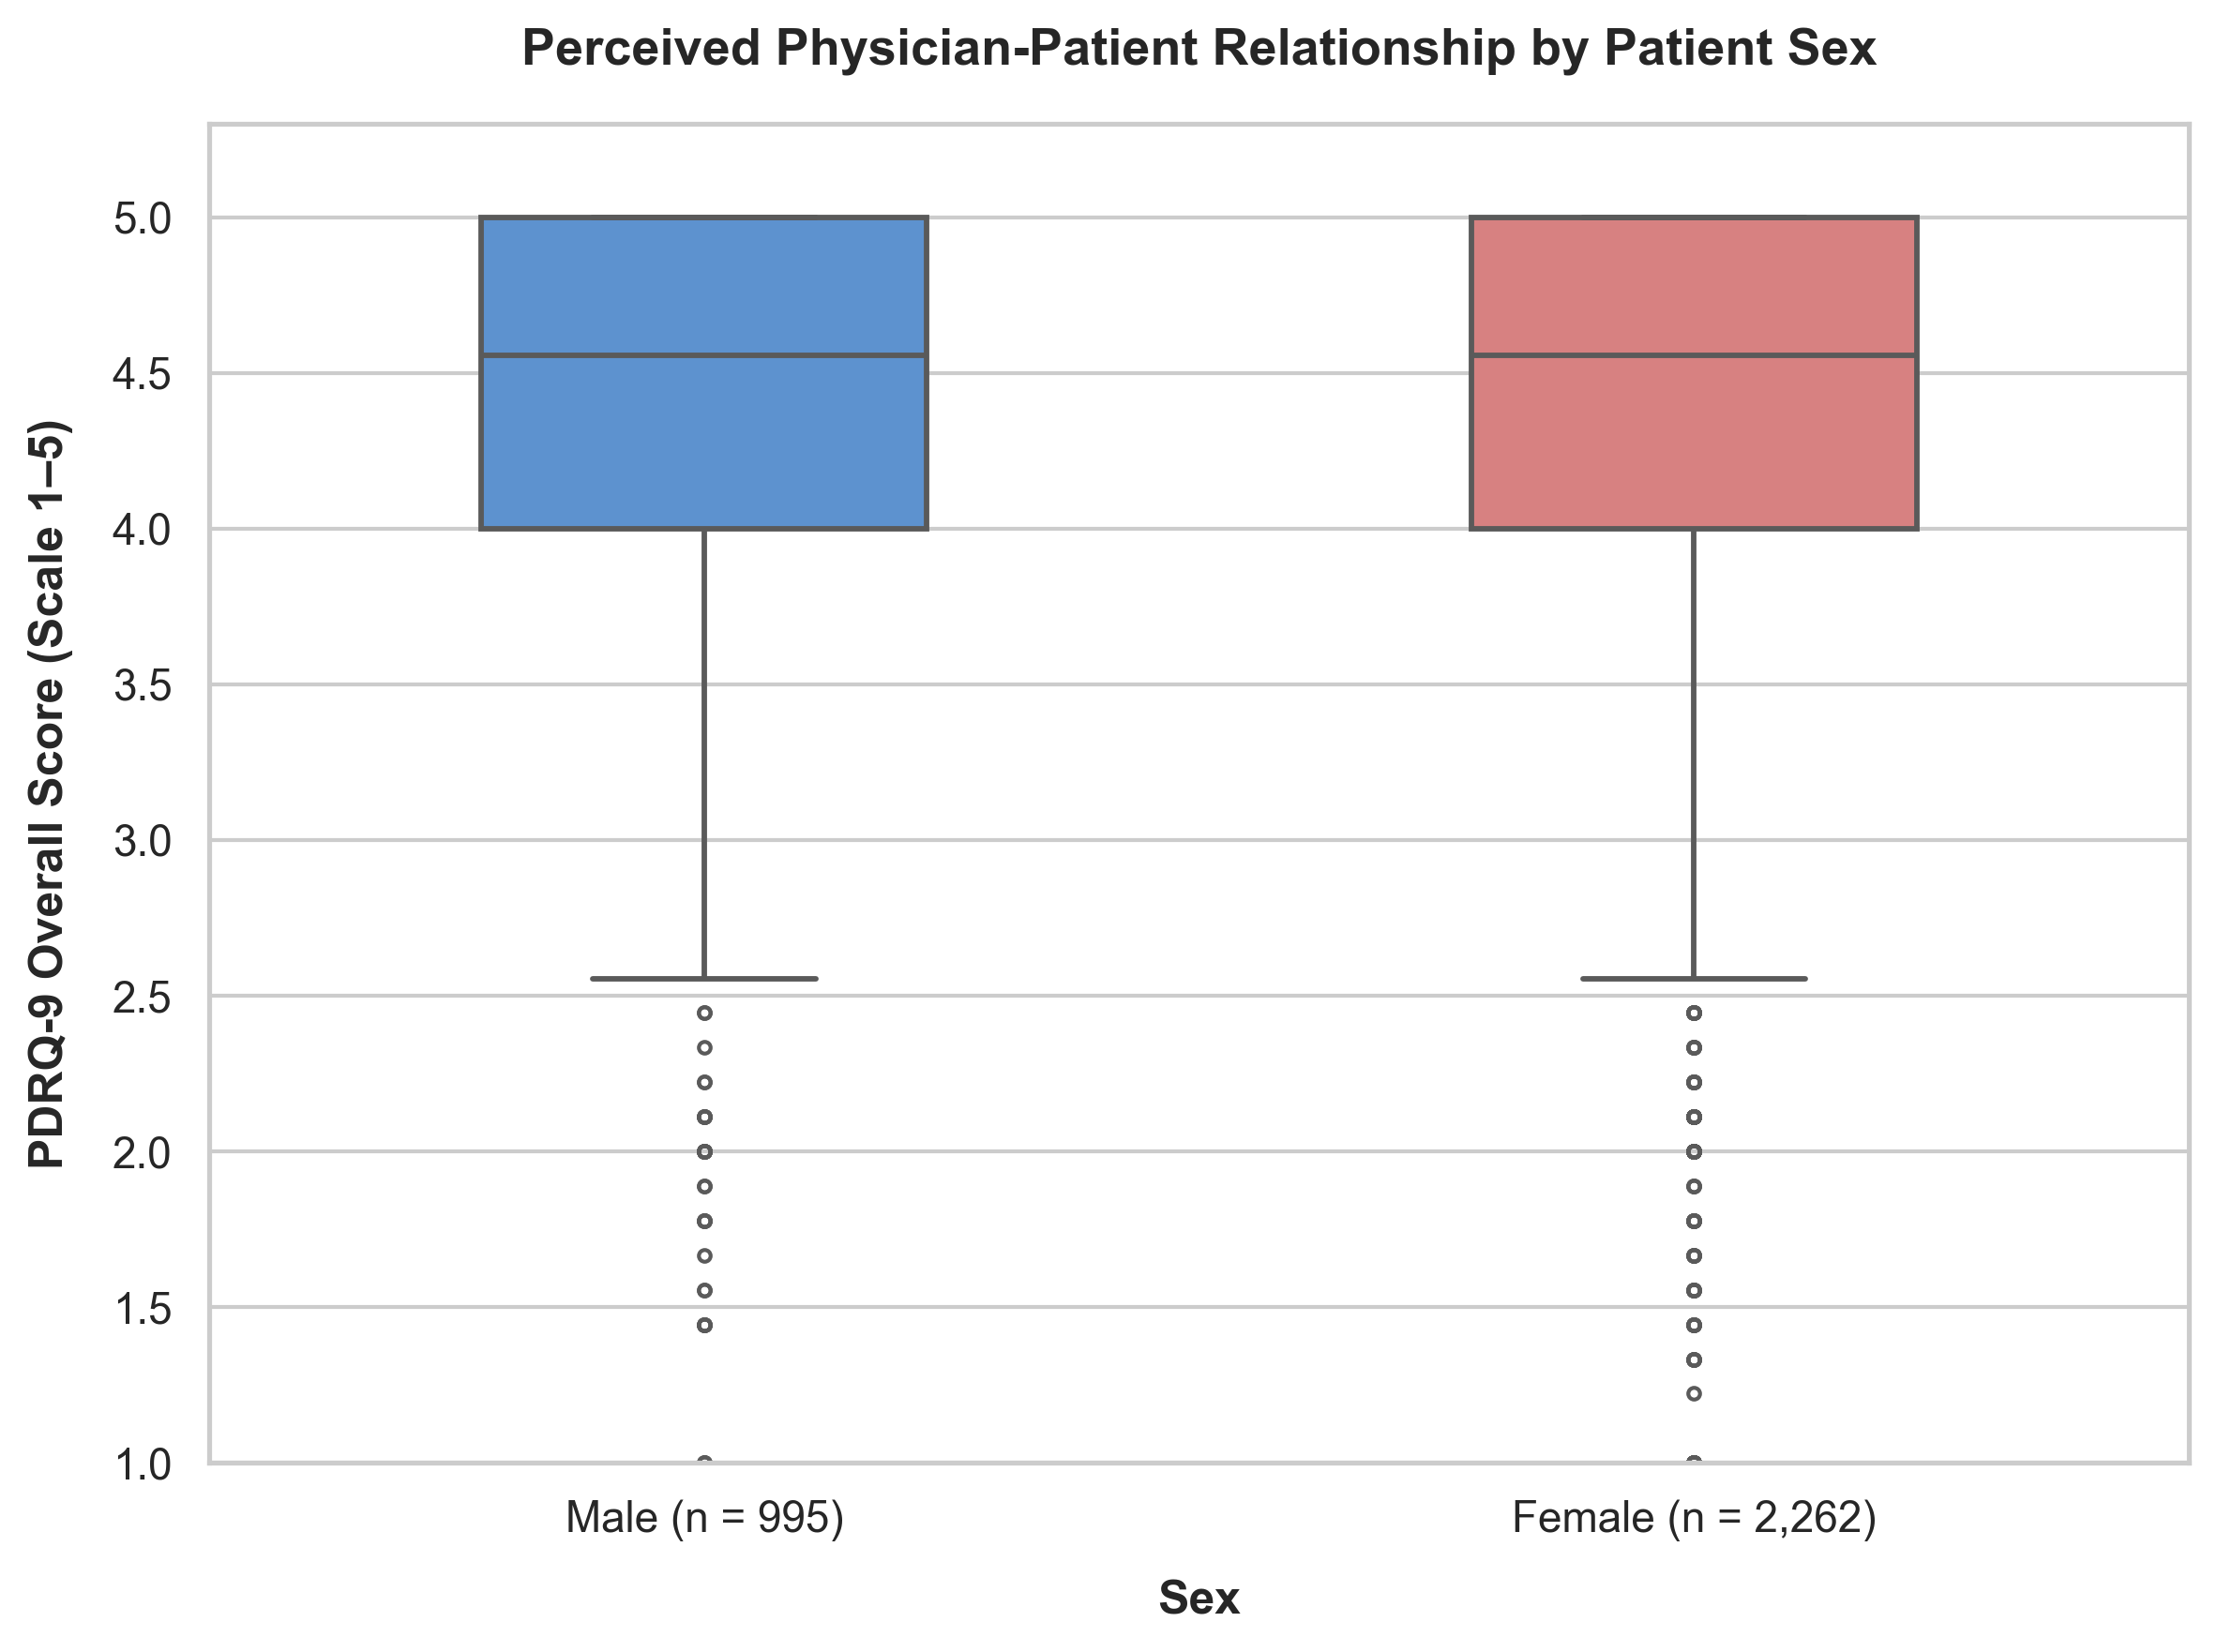 Perceived Physician-Patient Relationship by Patient Sex
PDRQ-9 Overall Score (Scale 1–5)
5.0
4.5
4.0
3.5
3.0
2.5
2.0
1.5
1.0
Male (n = 995)
Female (n = 2,262)
Sex